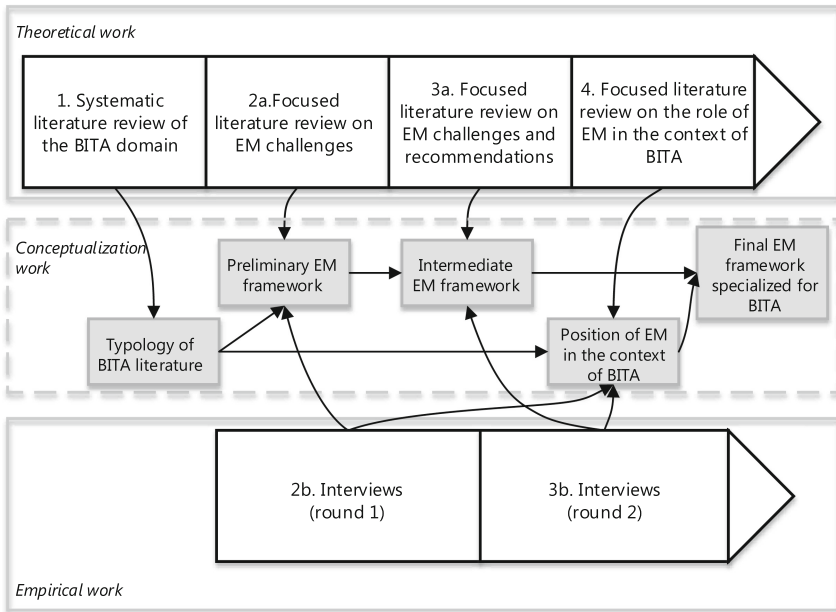 Theoretical work
1. Systematic
literature review of
the BITA domain
2a.Focused
literature review on
EM challenges
3a. Focused
literature review on
EM challenges and
recommendations
4. Focused literature
review on the role of
EM in the context of
BITA
Conceptualization
work
Preliminary EM
framework
Intermediate
EM framework
Final EM
framework
specialized for
BITA
Typology of
BITA literature
Position of EM
in the context
of BITA
2b. Interviews
(round 1)
3b. Interviews
(round 2)
Empirical work